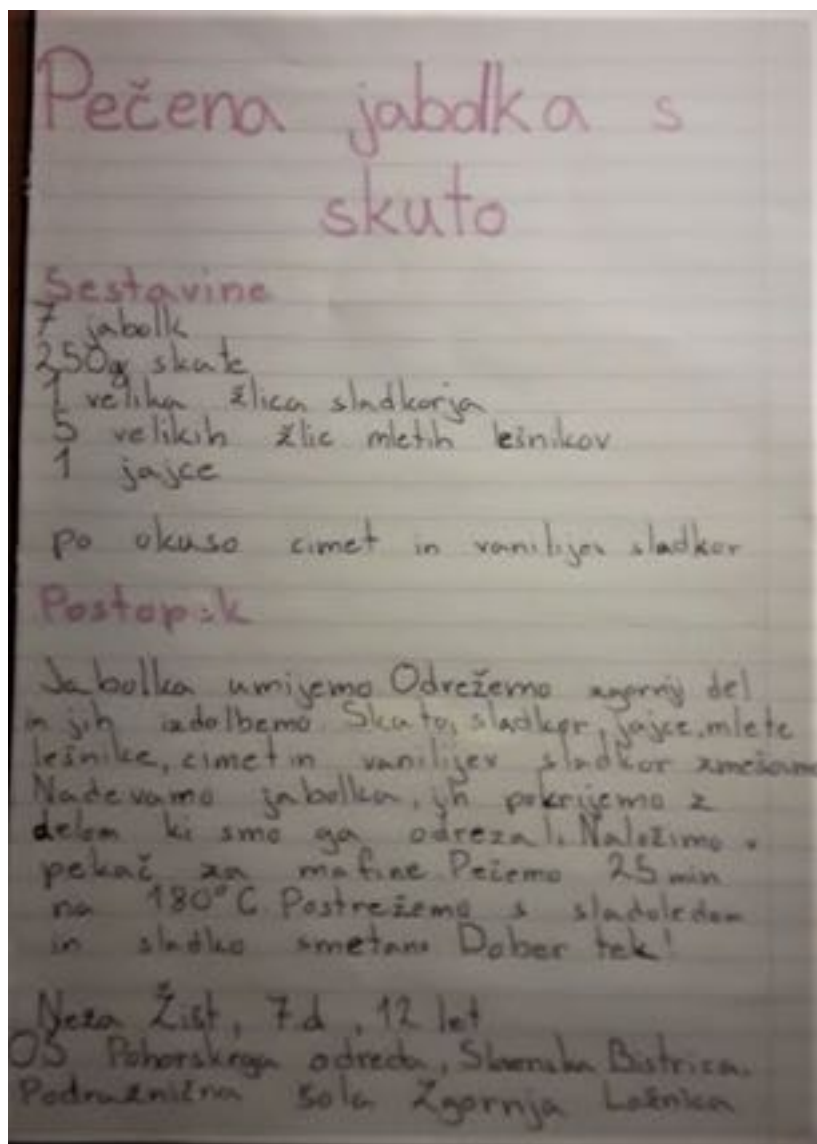 Pečena jabolka s
skuto
Sestavine
7 jabolk
250g skute
1 velika žlica sladkorja
5 velikih žlic mletih lešnikov
1 jajce
po okuso cimet in vanilijev sladkor
Postopek
Jabolka umijemo Odrežemo zgornji del
in jih izdolbemo. Skuto, sladkor, jajce, mlete
lešnike, cimet in vanilijev sladkor zmešamo
Nadevamo jabolka, jih pokrijemo z
delom ki smo ga odrezali. Naložimo v
pekač za mafine Pečemo 25 min
na 180°C. Postrežemo s sladoledom
in sladko smetano Dober tek!
Neža Žist, 7.d, 12 let
OŠ Pohorskega odreda, Slovenska Bistrica.
Podružnična šola Zgornja Ložnica